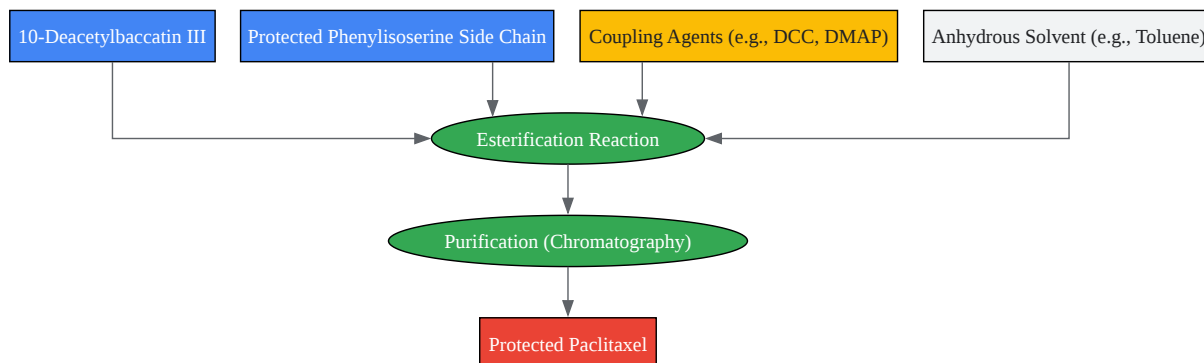 10-Deacetylbaccatin III
Protected Phenylisoserine Side Chain
Coupling Agents (e.g., DCC, DMAP)
Anhydrous Solvent (e.g., Toluene)
Esterification Reaction
Purification (Chromatography)
Protected Paclitaxel